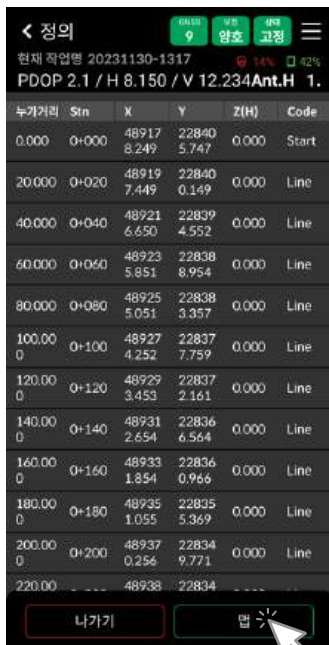 < 정의
GNSS 보정 상태
9 양호 고정
현재 작업명 20231130-1317 14% 42%
PDOP 2.1 / H 8.150 / V 12.234Ant.H 1.
누가거리 Stn X Y Z(H) Code
0.000 0+000 48917 22840 0.000 Start
8.249 5.747
20.000 0+020 48919 22840 0.000 Line
7.449 0.149
40.000 0+040 48921 22839 0.000 Line
6.650 4.552
60.000 0+060 48923 22838 0.000 Line
5.851 8.954
80.000 0+080 48925 22838 0.000 Line
5.051 3.357
100.00 0+100 48927 22837 0.000 Line
0 4.252 7.759
120.00 0+120 48929 22837 0.000 Line
0 3.453 2.161
140.00 0+140 48931 22836 0.000 Line
0 2.654 6.564
160.00 0+160 48933 22836 0.000 Line
0 1.854 0.966
180.00 0+180 48935 22835 0.000 Line
0 1.055 5.369
200.00 0+200 48937 22834 0.000 Line
0 0.256 9.771
220.00 48938 22834
나가기 맵